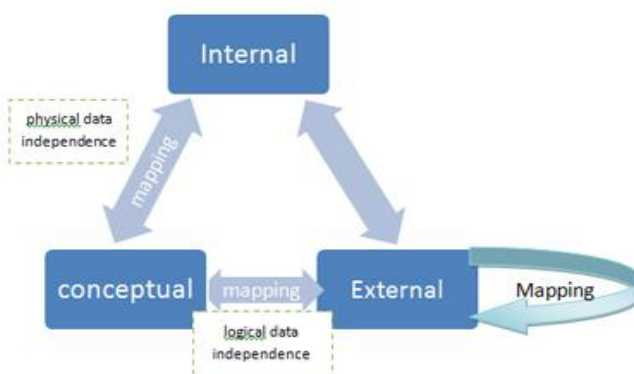 Internal
physical data
independence
mapping
conceptual
mapping
External
Mapping
logical data
independence